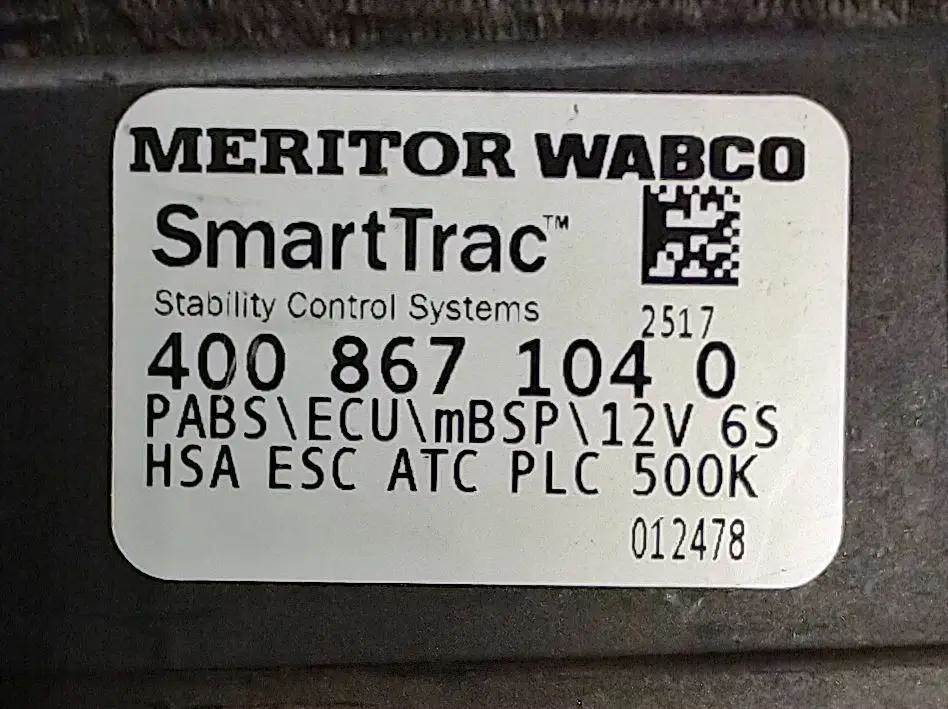 MERITOR WABCO
SmartTrac™
Stability Control Systems
2517
400 867 104 0
PABS\ECU\mBSP\12V 6S
HSA ESC ATC PLC 500K
012478